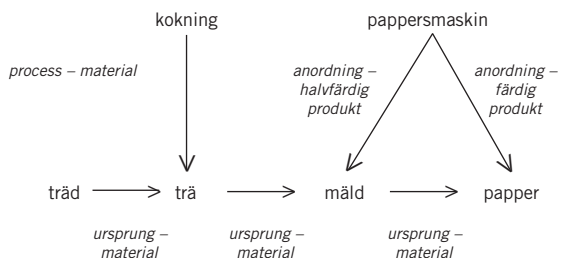 kokning
pappersmaskin
process – material
anordning –
halvfärdig
produkt
anordning –
färdig
produkt
träd
trä
mäld
papper
ursprung –
material
ursprung –
material
ursprung –
material